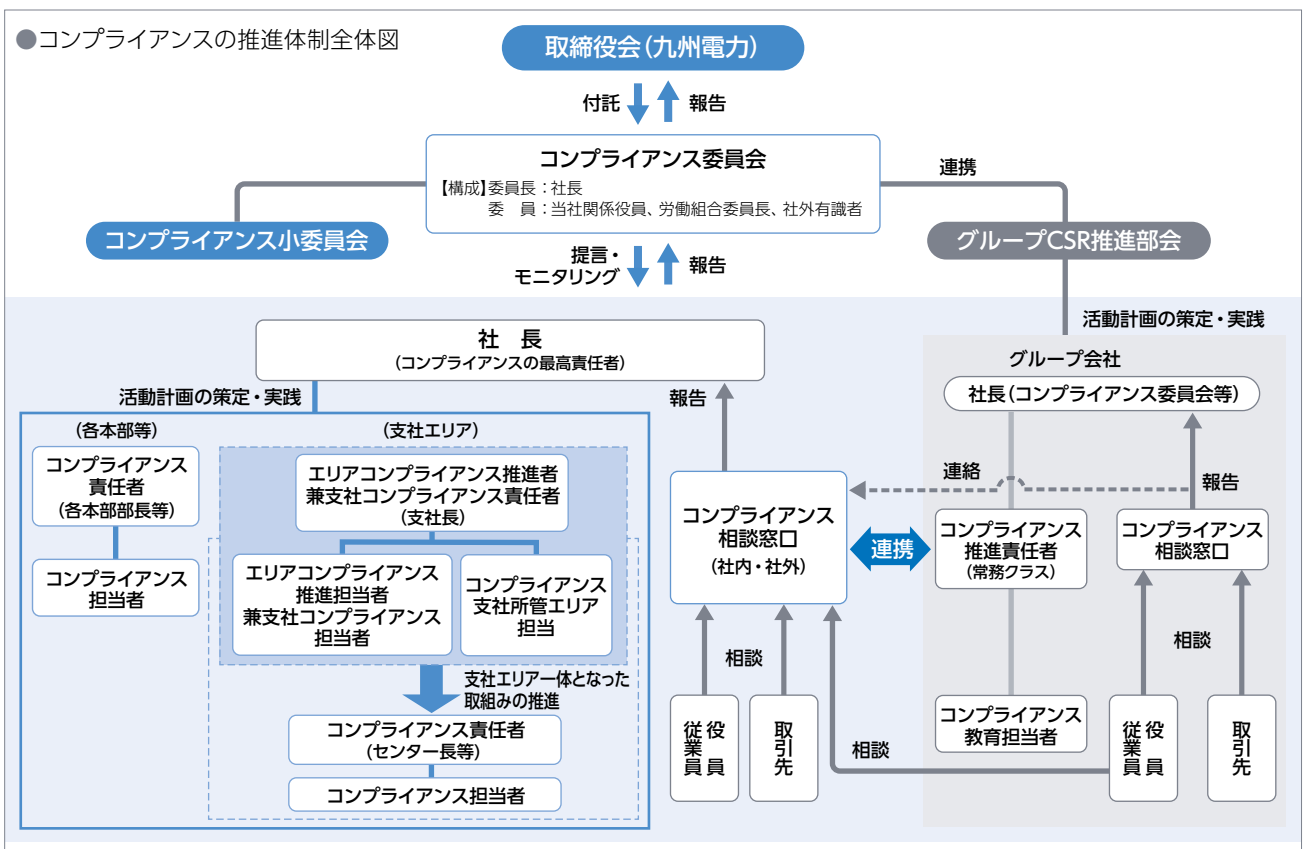 ●コンプライアンスの推進体制全体図
取締役会(九州電力)
付託
報告
コンプライアンス委員会
【構成】委員長：社長
委　員：当社関係役員、労働組合委員長、社外有識者
連携
コンプライアンス小委員会
グループCSR推進部会
提言・
モニタリング
報告
社　長
(コンプライアンスの最高責任者)
活動計画の策定・実践
(各本部等)
コンプライアンス
責任者
(各本部部長等)
コンプライアンス
担当者
(支社エリア)
エリアコンプライアンス推進者
兼支社コンプライアンス責任者
(支社長)
エリアコンプライアンス
推進担当者
兼支社コンプライアンス
担当者
コンプライアンス
支社所管エリア
担当
支社エリア一体となった
取組みの推進
コンプライアンス責任者
(センター長等)
コンプライアンス担当者
報告
コンプライアンス
相談窓口
(社内・社外)
連携
相談
役員
従業員
取引先
相談
活動計画の策定・実践
グループ会社
社長(コンプライアンス委員会等)
連絡
報告
コンプライアンス
推進責任者
(常務クラス)
コンプライアンス
相談窓口
相談
コンプライアンス
教育担当者
役員
従業員
取引先